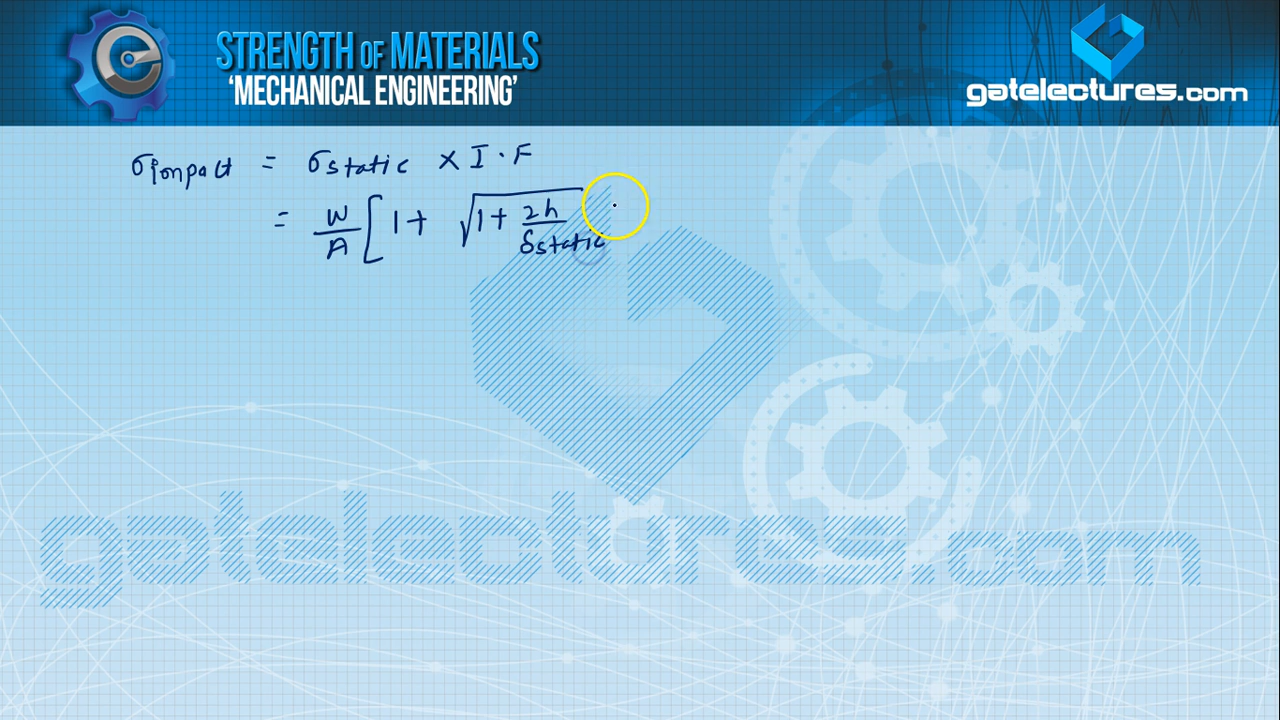 STRENGTH OF MATERIALS
'MECHANICAL ENGINEERING'
gatelectures.com
σImpact = σstatic × I.F
= W/A [ 1 + √(1 + 2h/δstatic
gatelectures.com